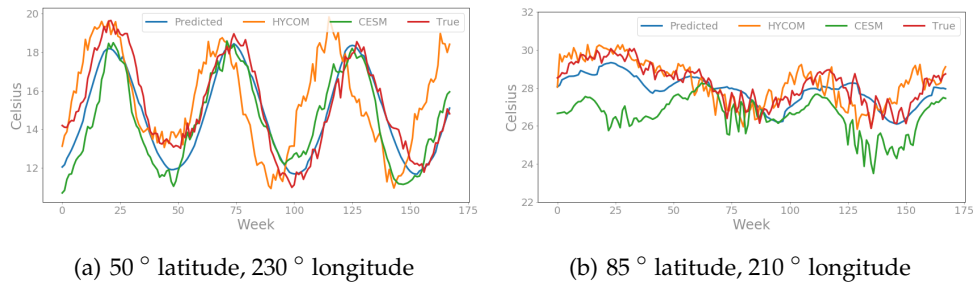 Predicted HYCOM CESM True
20
18
16
14
12
Celsius
0 25 50 75 100 125 150 175
Week
(a) 50 ° latitude, 230 ° longitude
Predicted HYCOM CESM True
32
30
28
26
24
22
Celsius
0 25 50 75 100 125 150 175
Week
(b) 85 ° latitude, 210 ° longitude